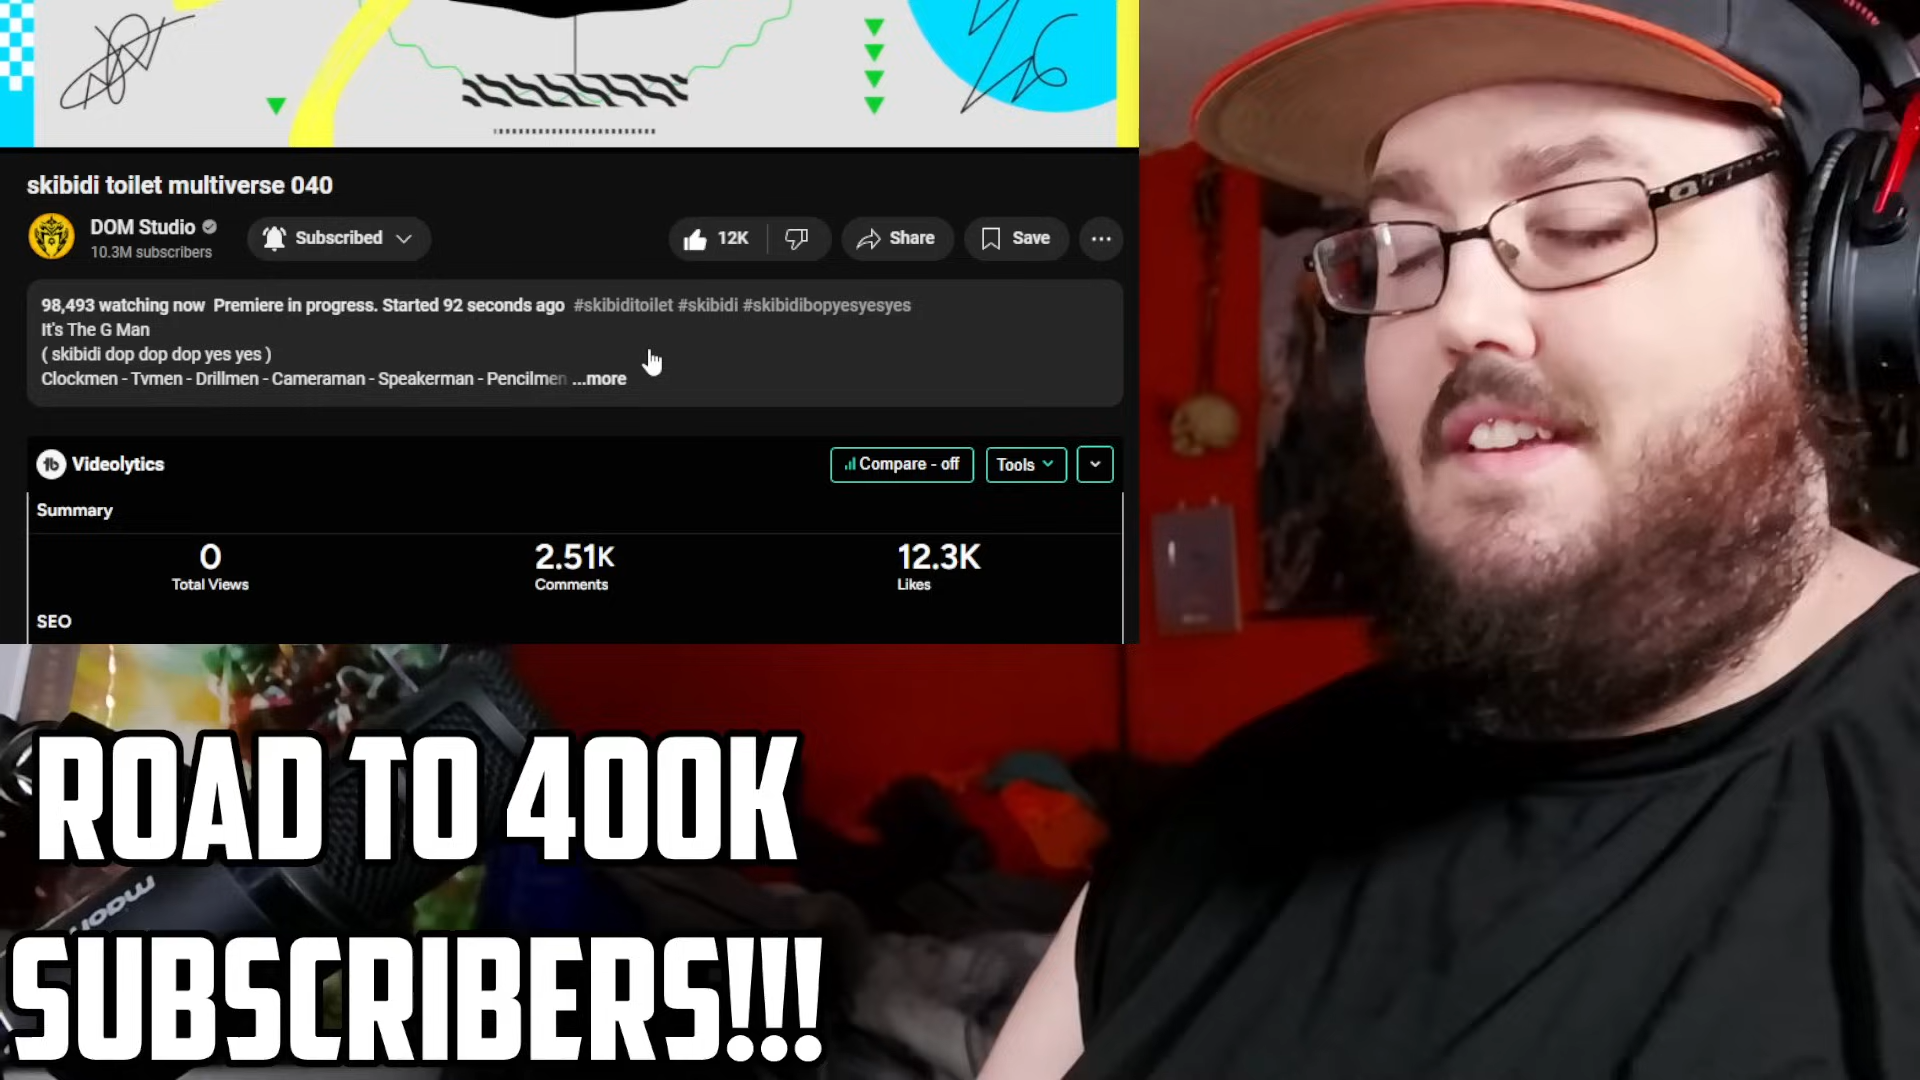 skibidi toilet multiverse 040
DOM Studio
10.3M subscribers
Subscribed
12K
Share
Save
98,493 watching now Premiere in progress. Started 92 seconds ago #skibiditoilet #skibidi #skibidibopyesyesyes
It's The G Man
( skibidi dop dop dop yes yes )
Clockmen - Tvmen - Drillmen - Cameraman - Speakerman - Pencilmen ...more
Videolytics
Compare - off
Tools
Summary
0
Total Views
2.51K
Comments
12.3K
Likes
SEO
ROAD TO 400K
SUBSCRIBERS!!!